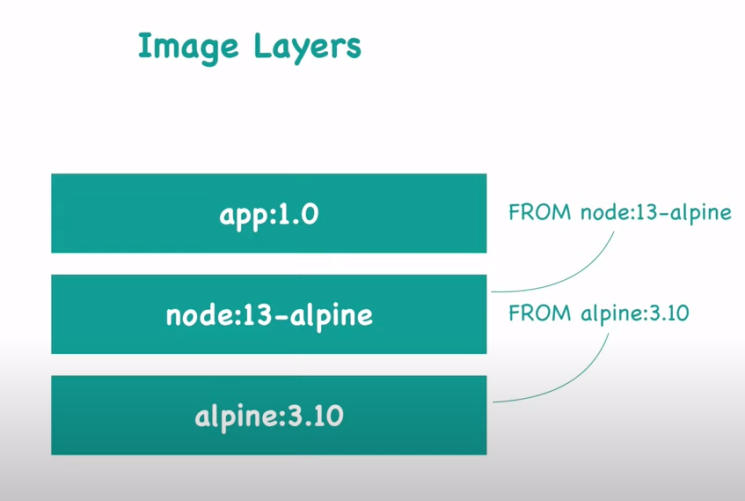 Image Layers
app:1.0
FROM node:13-alpine
node:13-alpine
FROM alpine:3.10
alpine:3.10